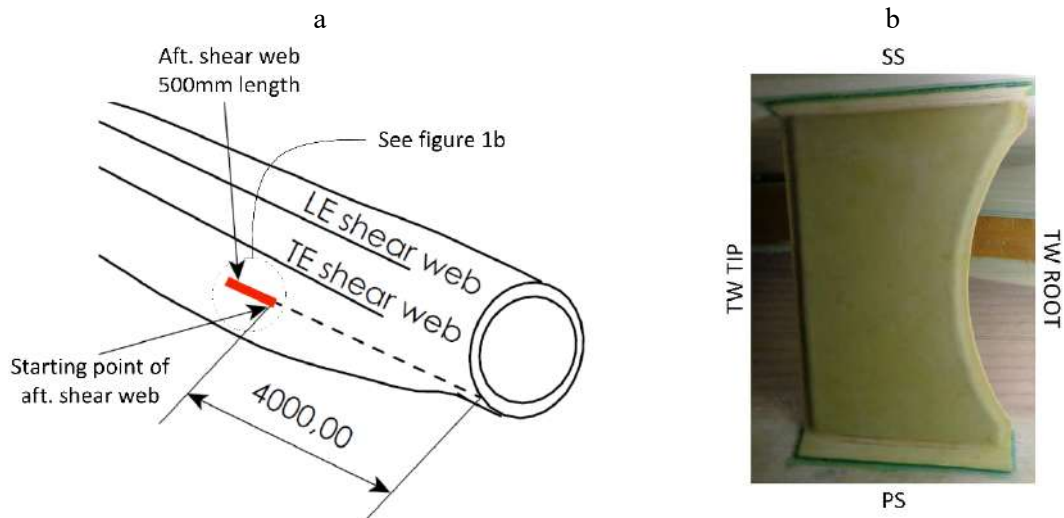 a
b
Aft. shear web
500mm length
See figure 1b
LE shear web
TE shear web
Starting point of
aft. shear web
4000,00
SS
TW TIP
TW ROOT
PS